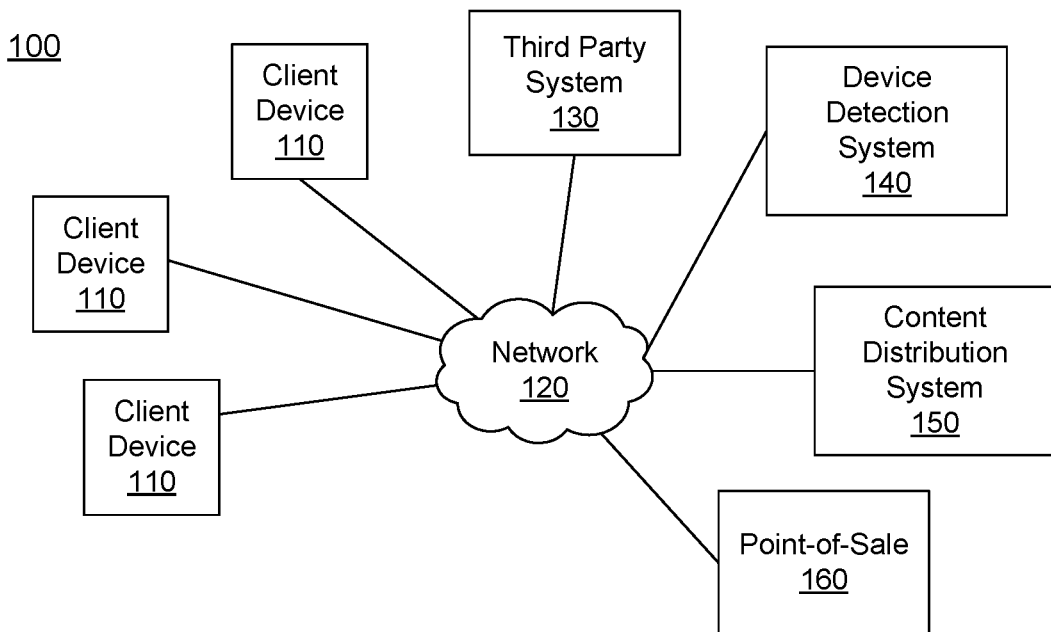 100
Client
Device
110
Third Party
System
130
Device
Detection
System
140
Client
Device
110
Network
120
Content
Distribution
System
150
Client
Device
110
Point-of-Sale
160